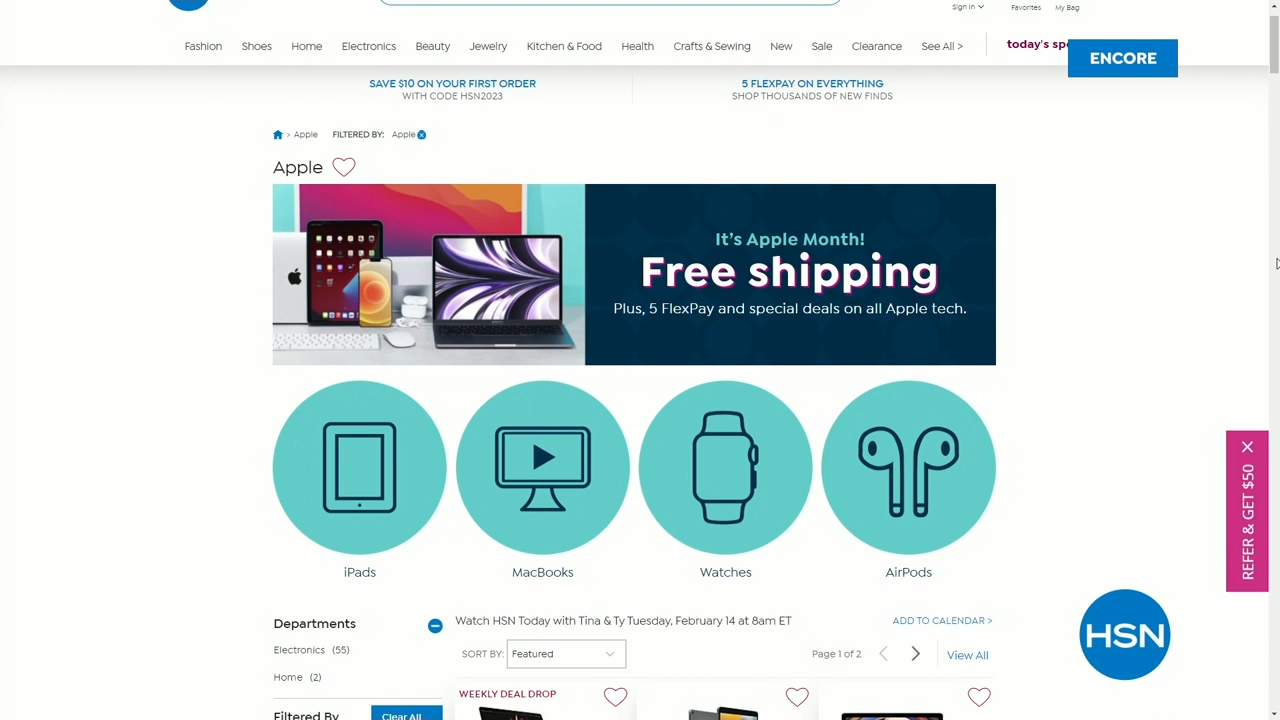 Sign in
Favorites
My Bag
Fashion
Shoes
Home
Electronics
Beauty
Jewelry
Kitchen & Food
Health
Crafts & Sewing
New
Sale
Clearance
See All >
today's spe
ENCORE
SAVE $10 ON YOUR FIRST ORDER
WITH CODE HSN2023
5 FLEXPAY ON EVERYTHING
SHOP THOUSANDS OF NEW FINDS
> Apple FILTERED BY: Apple
Apple
It's Apple Month!
Free shipping
Plus, 5 FlexPay and special deals on all Apple tech.
iPads
MacBooks
Watches
AirPods
REFER & GET $50
Departments
Electronics (55)
Home (2)
Filtered By
Clear All
Watch HSN Today with Tina & Ty Tuesday, February 14 at 8am ET
ADD TO CALENDAR >
SORT BY: Featured
Page 1 of 2
View All
WEEKLY DEAL DROP
HSN